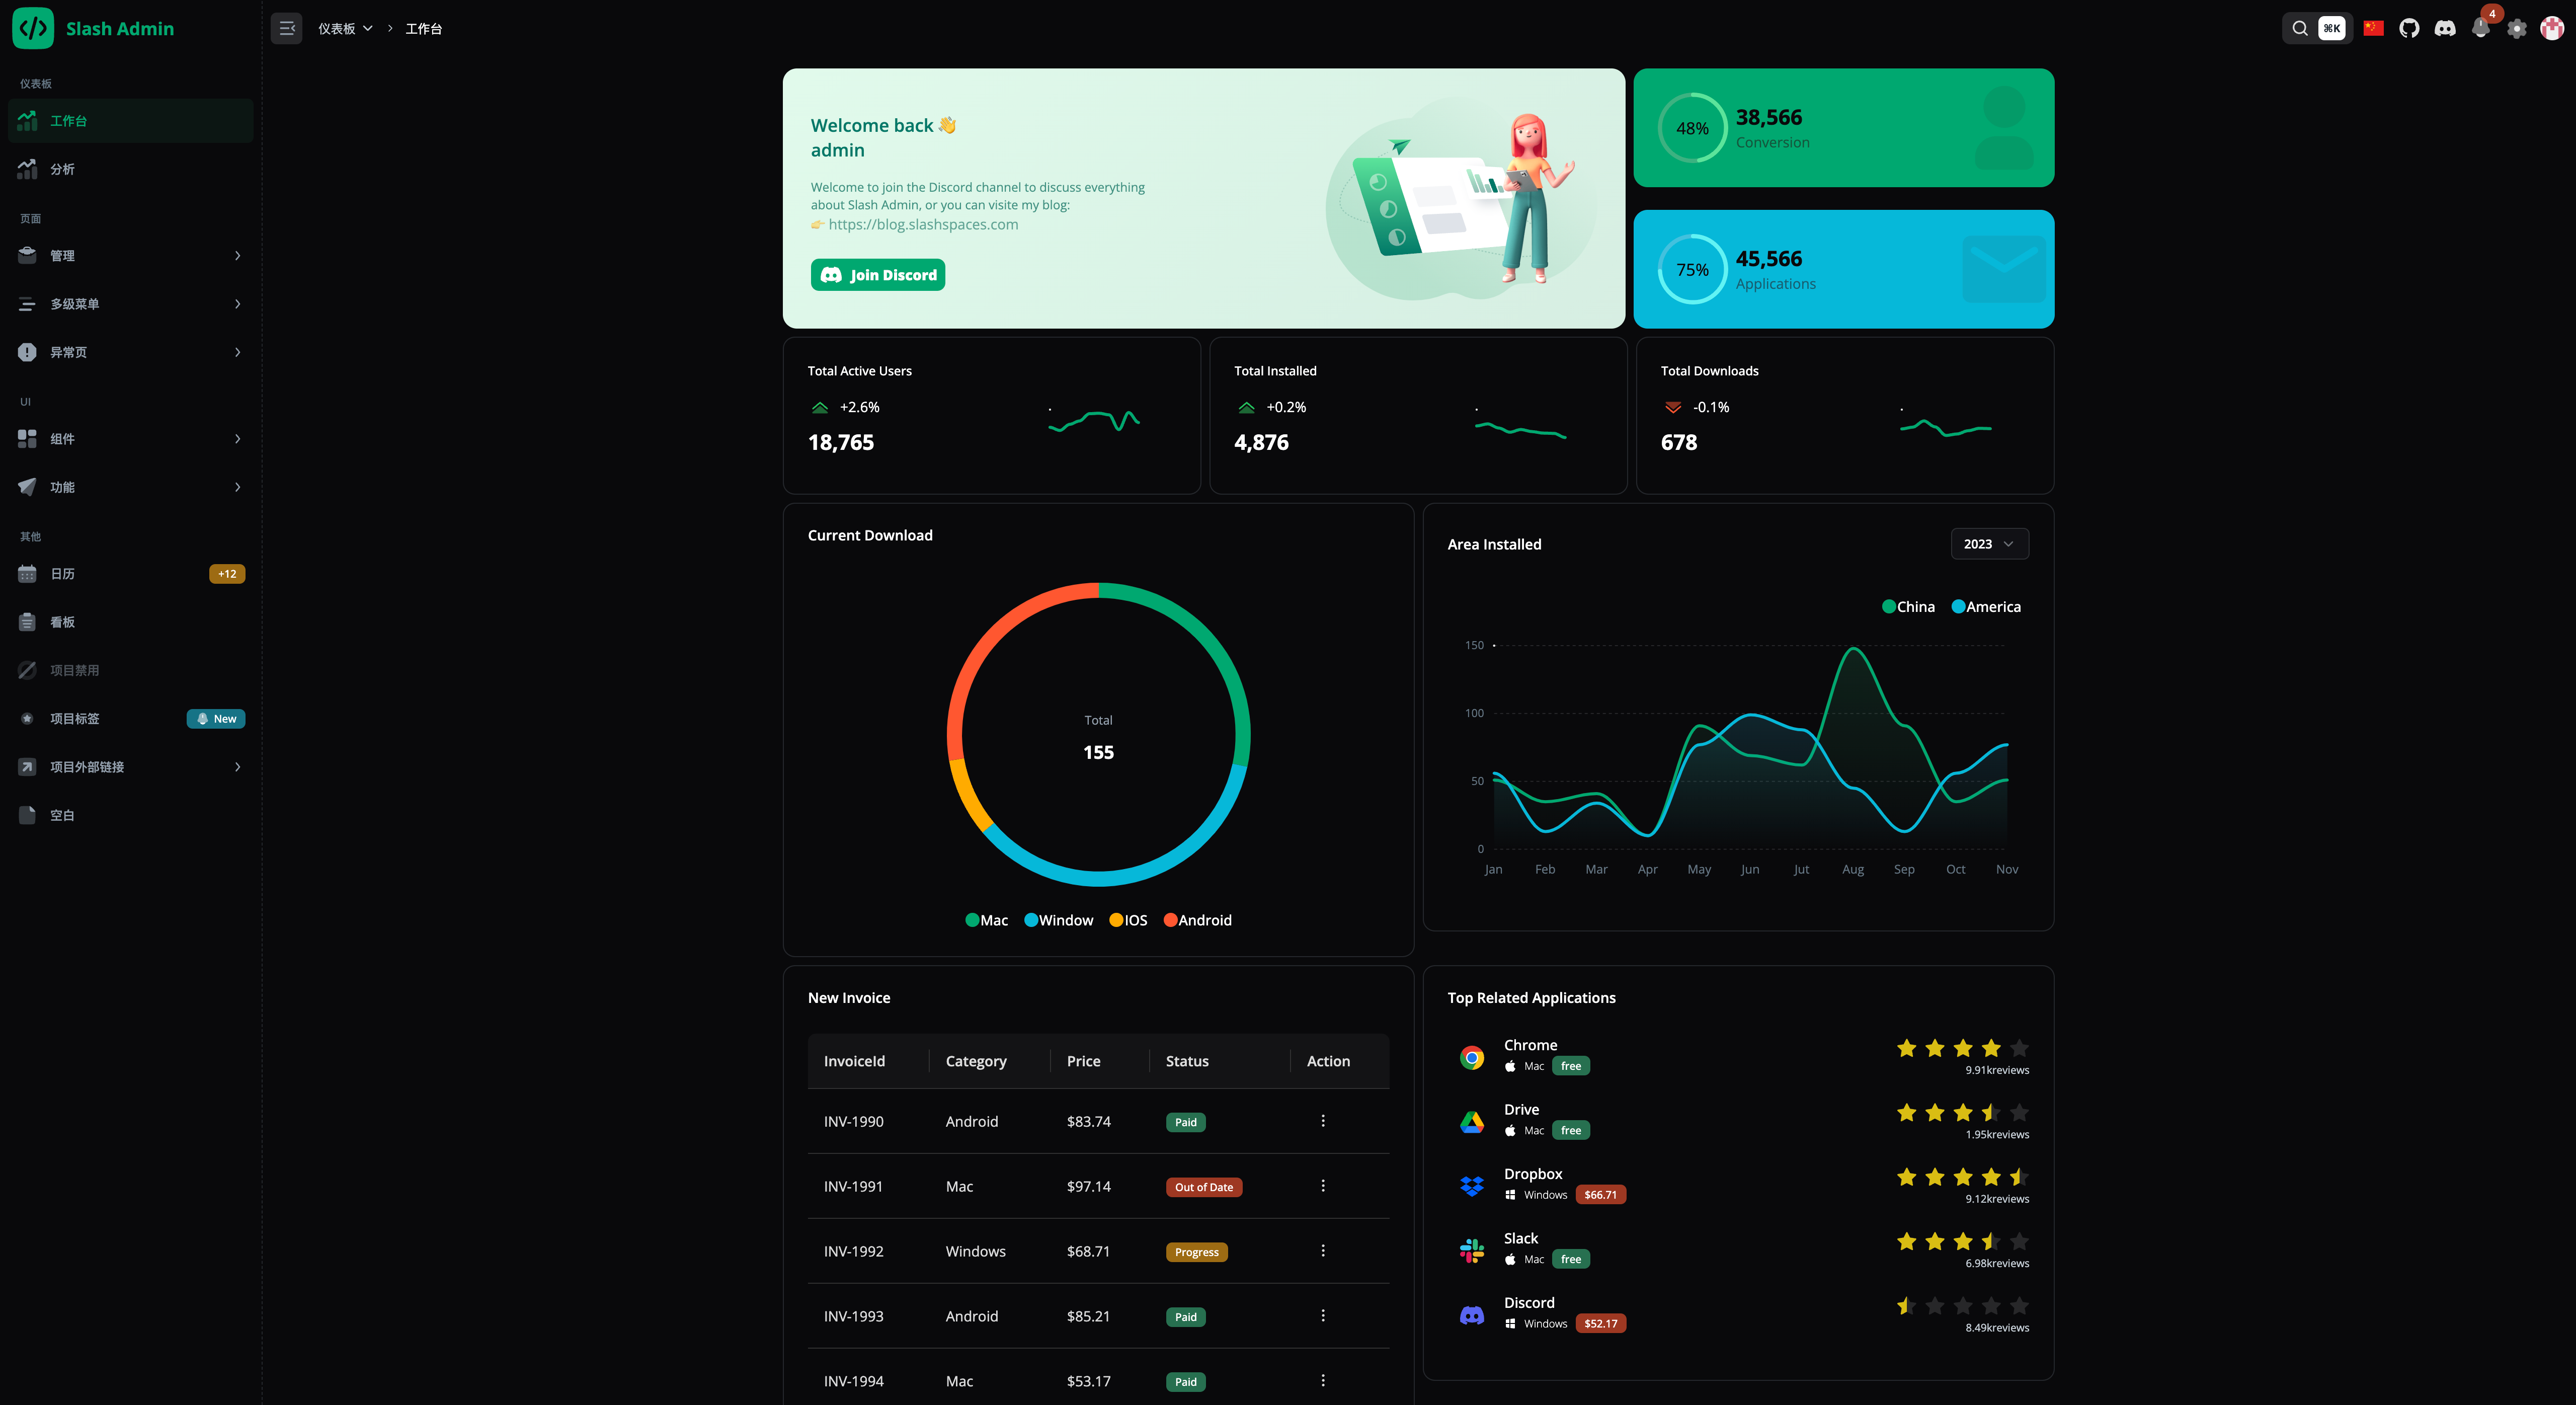 Slash Admin
仪表板
工作台
分析
页面
管理
多级菜单
异常页
UI
组件
功能
其他
日历
+12
看板
项目禁用
项目标签
New
项目外部链接
空白
仪表板
工作台
⌘K
4
Welcome back 👋
admin
Welcome to join the Discord channel to discuss everything
about Slash Admin, or you can visite my blog:
👉 https://blog.slashspaces.com
Join Discord
48%
38,566
Conversion
75%
45,566
Applications
Total Active Users
+2.6%
18,765
Total Installed
+0.2%
4,876
Total Downloads
-0.1%
678
Current Download
Total
155
Mac Window IOS Android
Area Installed
2023
China America
150
100
50
0
Jan Feb Mar Apr May Jun Jut Aug Sep Oct Nov
New Invoice
InvoiceId Category Price Status Action
INV-1990 Android $83.74 Paid
INV-1991 Mac $97.14 Out of Date
INV-1992 Windows $68.71 Progress
INV-1993 Android $85.21 Paid
INV-1994 Mac $53.17 Paid
Top Related Applications
Chrome
Mac free
9.91kreviews
Drive
Mac free
1.95kreviews
Dropbox
Windows $66.71
9.12kreviews
Slack
Mac free
6.98kreviews
Discord
Windows $52.17
8.49kreviews